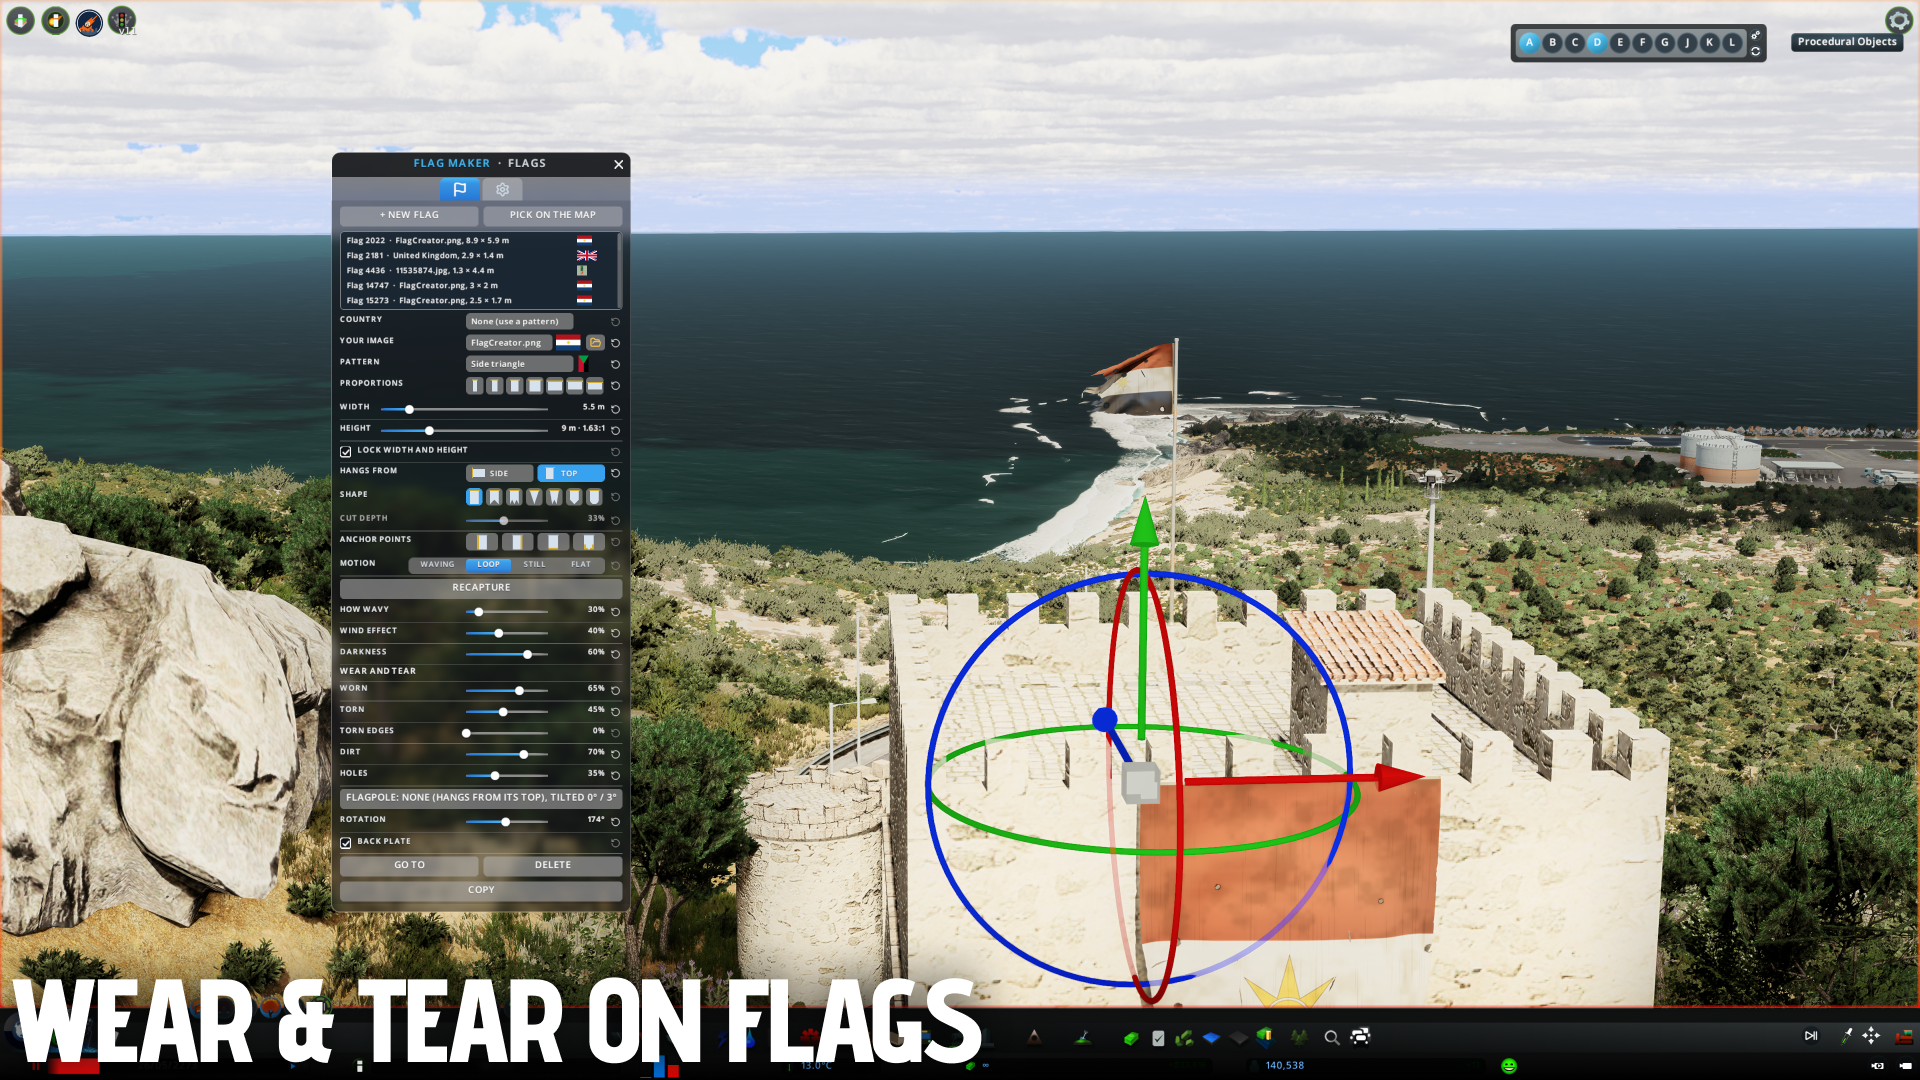 v11
A B C D E F G J K L
Procedural Objects
FLAG MAKER · FLAGS
+ NEW FLAG
PICK ON THE MAP
Flag 2022 · FlagCreator.png, 8.9 × 5.9 m
Flag 2181 · United Kingdom, 2.9 × 1.4 m
Flag 4436 · 11535874.jpg, 1.3 × 4.4 m
Flag 14747 · FlagCreator.png, 3 × 2 m
Flag 15273 · FlagCreator.png, 2.5 × 1.7 m
COUNTRY None (use a pattern)
YOUR IMAGE FlagCreator.png
PATTERN Side triangle
PROPORTIONS
WIDTH 5.5 m
HEIGHT 9 m · 1.63:1
LOCK WIDTH AND HEIGHT
HANGS FROM SIDE TOP
SHAPE
CUT DEPTH 33%
ANCHOR POINTS
MOTION WAVING LOOP STILL FLAT
RECAPTURE
HOW WAVY 30%
WIND EFFECT 40%
DARKNESS 60%
WEAR AND TEAR
WORN 65%
TORN 45%
TORN EDGES 0%
DIRT 70%
HOLES 35%
FLAGPOLE: NONE (HANGS FROM ITS TOP), TILTED 0° / 3°
ROTATION 174°
BACK PLATE
GO TO
DELETE
COPY
WEAR & TEAR ON FLAGS
13.0°C
140,538